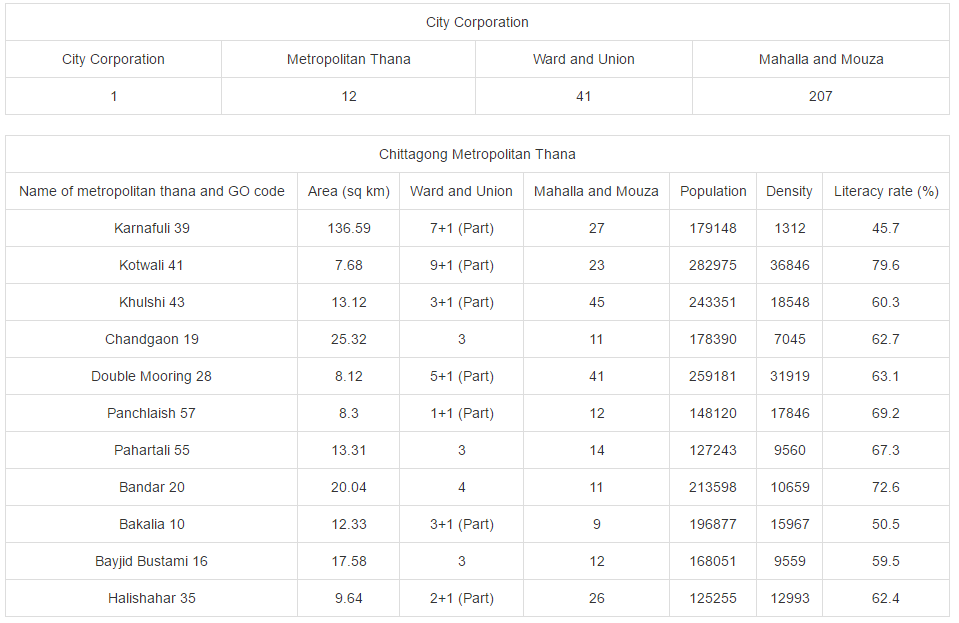 City Corporation
City Corporation Metropolitan Thana Ward and Union Mahalla and Mouza
1 12 41 207
Chittagong Metropolitan Thana
Name of metropolitan thana and GO code Area (sq km) Ward and Union Mahalla and Mouza Population Density Literacy rate (%)
Karnafuli 39 136.59 7+1 (Part) 27 179148 1312 45.7
Kotwali 41 7.68 9+1 (Part) 23 282975 36846 79.6
Khulshi 43 13.12 3+1 (Part) 45 243351 18548 60.3
Chandgaon 19 25.32 3 11 178390 7045 62.7
Double Mooring 28 8.12 5+1 (Part) 41 259181 31919 63.1
Panchlaish 57 8.3 1+1 (Part) 12 148120 17846 69.2
Pahartali 55 13.31 3 14 127243 9560 67.3
Bandar 20 20.04 4 11 213598 10659 72.6
Bakalia 10 12.33 3+1 (Part) 9 196877 15967 50.5
Bayjid Bustami 16 17.58 3 12 168051 9559 59.5
Halishahar 35 9.64 2+1 (Part) 26 125255 12993 62.4